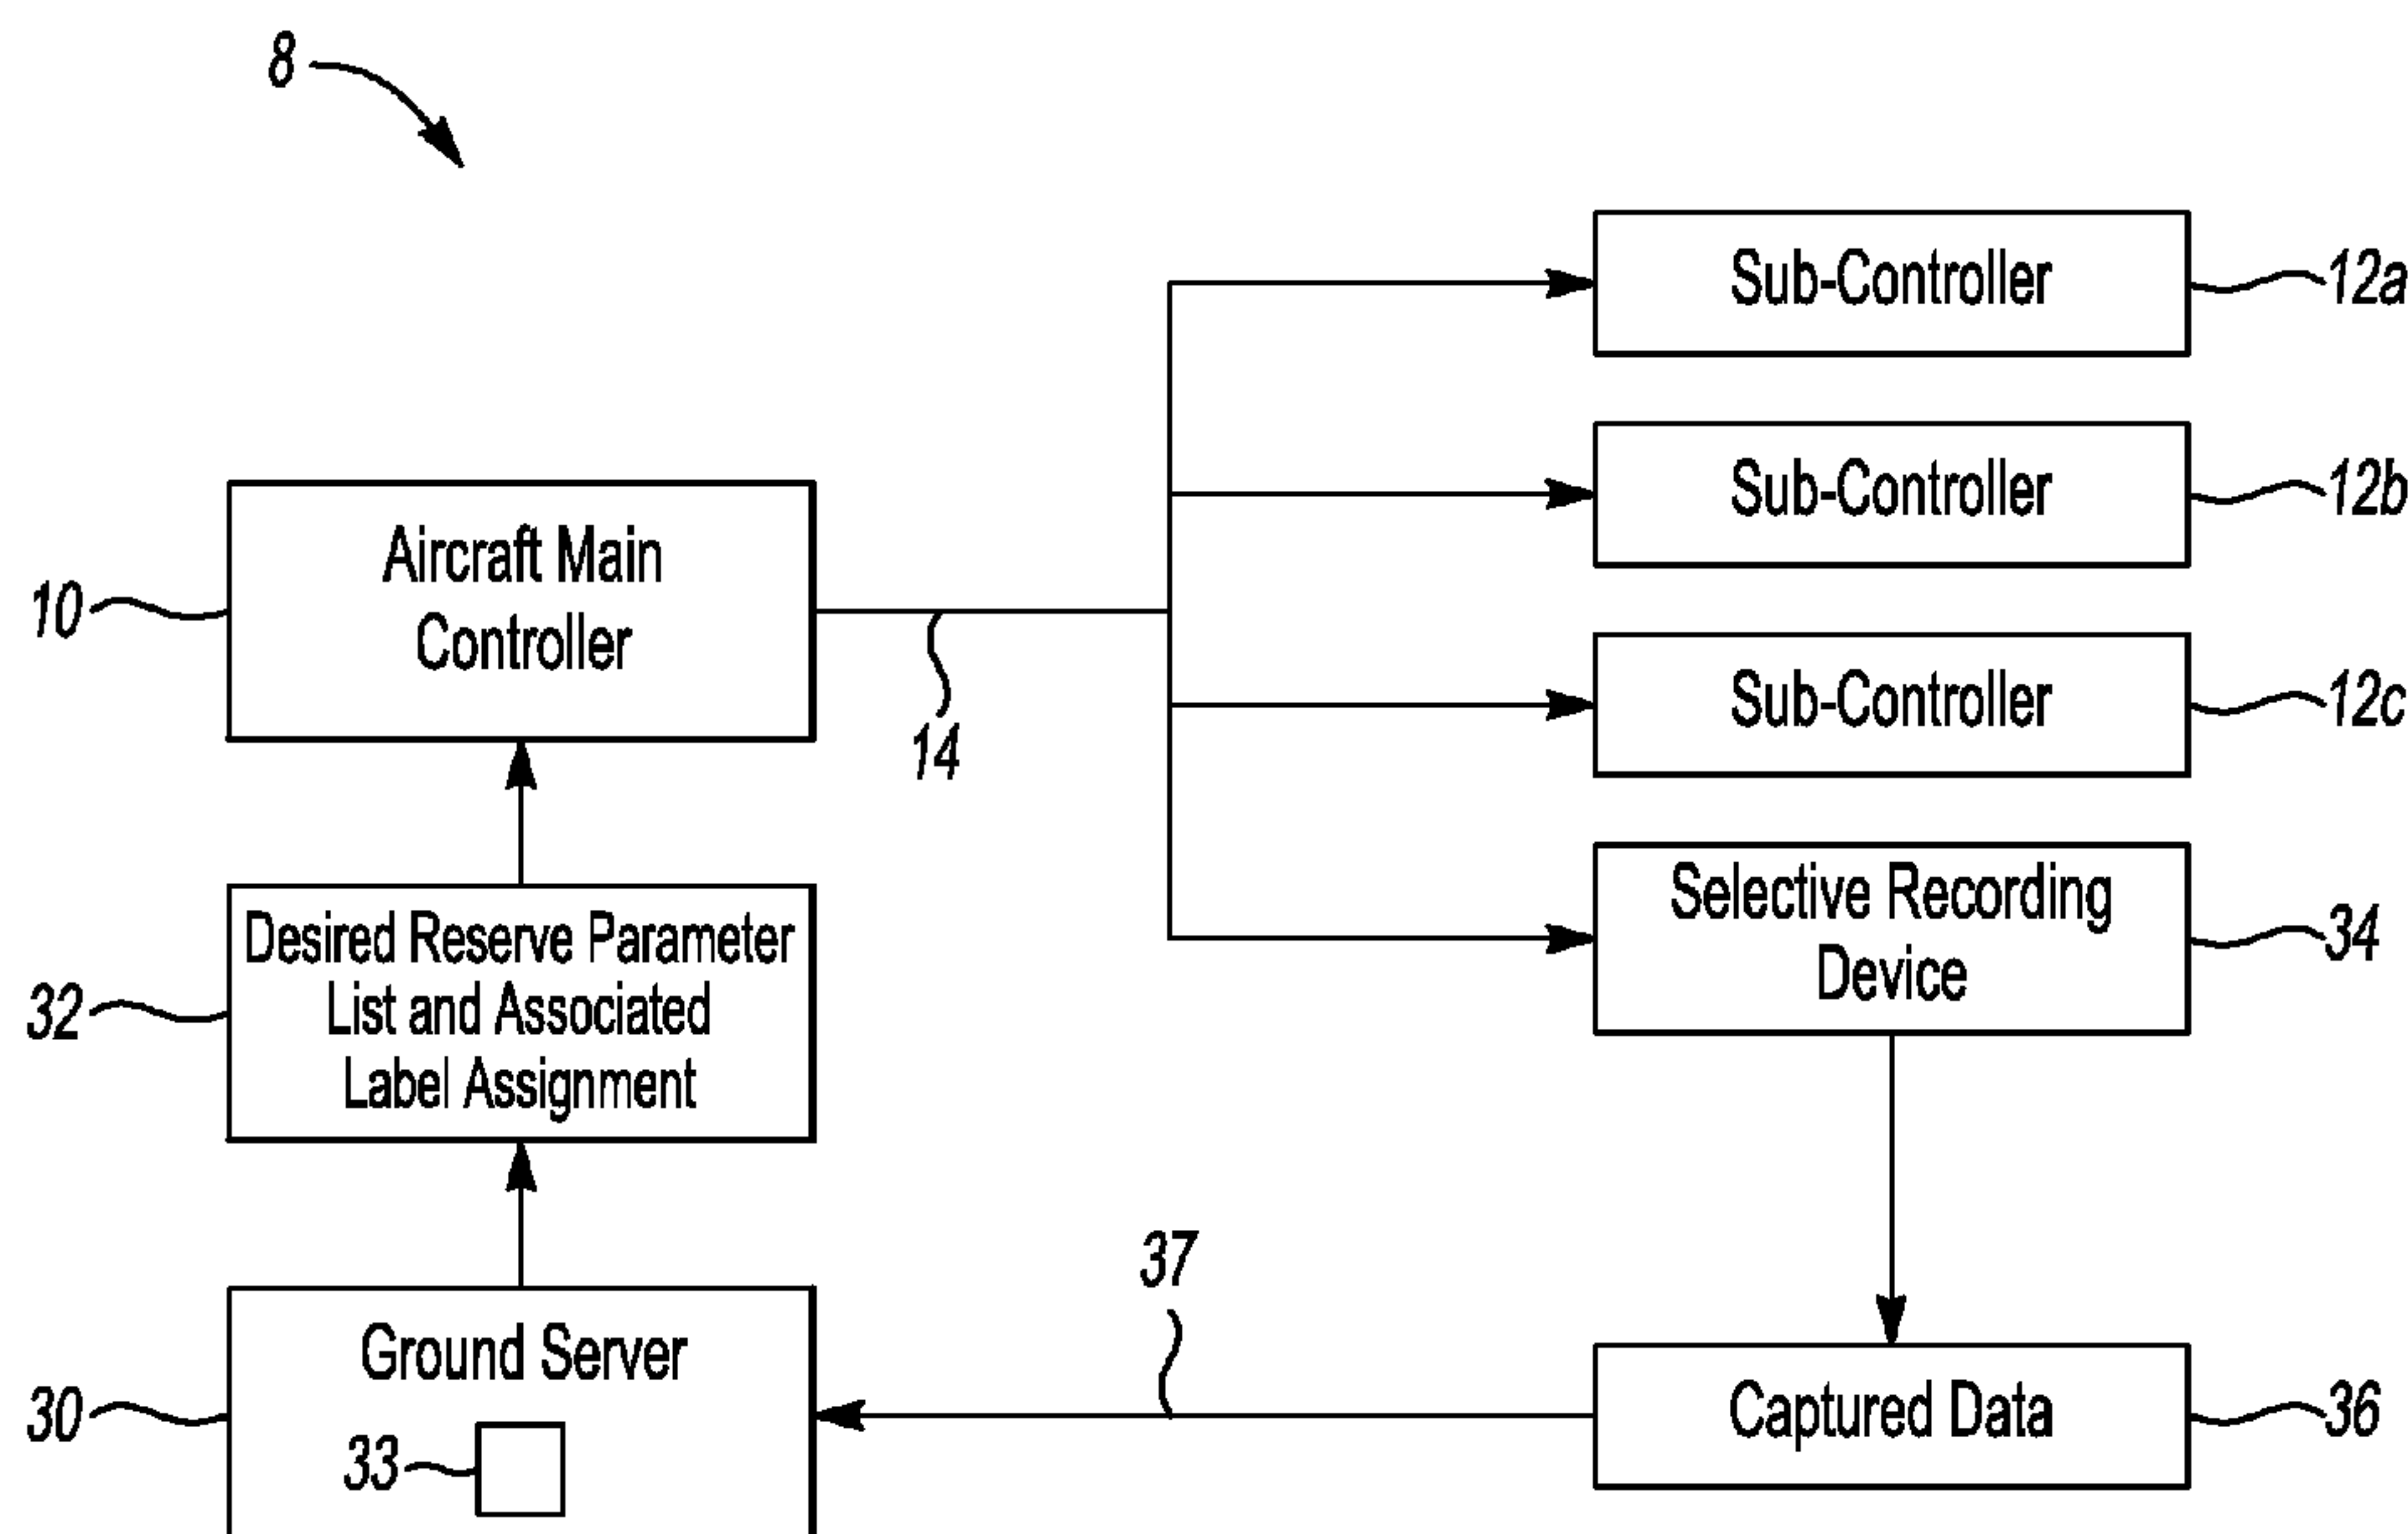 8
Sub-Controller
12a
Sub-Controller
12b
Aircraft Main
Controller
10
14
Sub-Controller
12c
Selective Recording
Device
34
Desired Reserve Parameter
List and Associated
Label Assignment
32
37
Ground Server
30
33
Captured Data
36